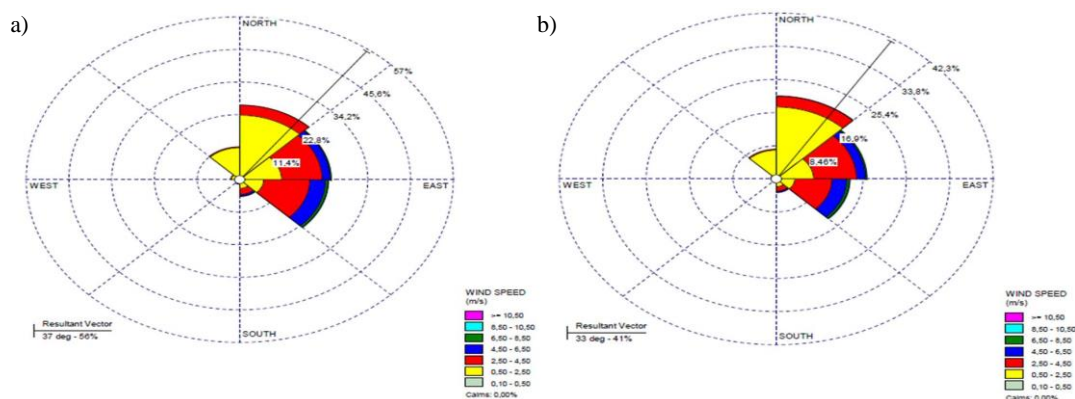 a)
NORTH
57%
45,6%
34,2%
22,8%
11,4%
WEST
EAST
SOUTH
Resultant Vector
37 deg - 56%
WIND SPEED
(m/s)
>= 10,50
8,50 - 10,50
6,50 - 8,50
4,50 - 6,50
2,50 - 4,50
0,50 - 2,50
0,10 - 0,50
Calms: 0,00%
b)
NORTH
42,3%
33,8%
25,4%
16,9%
8,46%
WEST
EAST
SOUTH
Resultant Vector
33 deg - 41%
WIND SPEED
(m/s)
>= 10,50
8,50 - 10,50
6,50 - 8,50
4,50 - 6,50
2,50 - 4,50
0,50 - 2,50
0,10 - 0,50
Calms: 0,00%